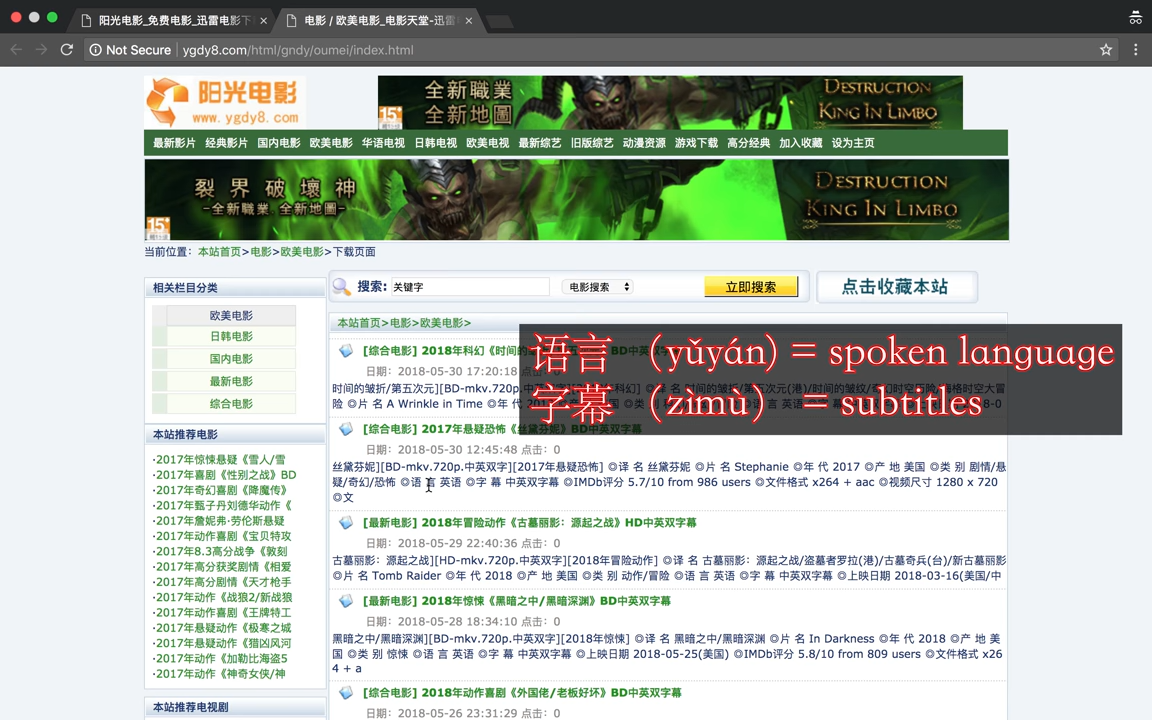 阳光电影_免费电影_迅雷电影下
电影 / 欧美电影_电影天堂-迅雷
Not Secure | ygdy8.com/html/gndy/oumei/index.html
阳光电影
www.ygdy8.com
全新職業
全新地圖
15+
DESTRUCTION
KING IN LIMBO
最新影片 经典影片 国内电影 欧美电影 华语电视 日韩电视 欧美电视 最新综艺 旧版综艺 动漫资源 游戏下载 高分经典 加入收藏 设为主页
裂界破壞神
-全新職業.全新地圖-
15+
DESTRUCTION
KING IN LIMBO
当前位置：本站首页>电影>欧美电影>下载页面
相关栏目分类
欧美电影
日韩电影
国内电影
最新电影
综合电影
本站推荐电影
·2017年惊悚悬疑《雪人/雪
·2017年喜剧《性别之战》BD
·2017年奇幻喜剧《降魔传》
·2017年甄子丹刘德华动作《
·2017年詹妮弗·劳伦斯悬疑
·2017年动作喜剧《宝贝特攻
·2017年8.3高分战争《敦刻
·2017年高分获奖剧情《相爱
·2017年高分剧情《天才枪手
·2017年动作《战狼2/新战狼
·2017年动作喜剧《王牌特工
·2017年悬疑动作《极寒之城
·2017年悬疑动作《猎凶风河
·2017年动作《加勒比海盗5
·2017年动作《神奇女侠/神
本站推荐电视剧
搜索: 关键字 电影搜索 立即搜索 点击收藏本站
本站首页>电影>欧美电影>
[综合电影] 2018年科幻《时间的
日期：2018-05-30 17:20:18 点击：0
时间的皱折/第五次元][BD-mkv.720p.
险 ◎片 名 A Wrinkle in Time ◎年 代
语言 （yǔyán) = spoken language
字幕 （zìmù） = subtitles
[综合电影] 2017年悬疑恐怖《丝黛芬妮》BD中英双字幕
日期：2018-05-30 12:45:48 点击：0
丝黛芬妮][BD-mkv.720p.中英双字][2017年悬疑恐怖] ◎译 名 丝黛芬妮 ◎片 名 Stephanie ◎年 代 2017 ◎产 地 美国 ◎类 别 剧情/悬
疑/奇幻/恐怖 ◎语 言 英语 ◎字 幕 中英双字幕 ◎IMDb评分 5.7/10 from 986 users ◎文件格式 x264 + aac ◎视频尺寸 1280 x 720
◎文
[最新电影] 2018年冒险动作《古墓丽影：源起之战》HD中英双字幕
日期：2018-05-29 22:40:36 点击：0
古墓丽影：源起之战][HD-mkv.720p.中英双字][2018年冒险动作] ◎译 名 古墓丽影：源起之战/盗墓者罗拉(港)/古墓奇兵(台)/新古墓丽影
◎片 名 Tomb Raider ◎年 代 2018 ◎产 地 美国 ◎类 别 动作/冒险 ◎语 言 英语 ◎字 幕 中英双字幕 ◎上映日期 2018-03-16(美国/中
[最新电影] 2018年惊悚《黑暗之中/黑暗深渊》BD中英双字幕
日期：2018-05-28 18:34:10 点击：0
黑暗之中/黑暗深渊][BD-mkv.720p.中英双字][2018年惊悚] ◎译 名 黑暗之中/黑暗深渊 ◎片 名 In Darkness ◎年 代 2018 ◎产 地 美
国 ◎类 别 惊悚 ◎语 言 英语 ◎字 幕 中英双字幕 ◎上映日期 2018-05-25(美国) ◎IMDb评分 5.8/10 from 809 users ◎文件格式 x26
4 + a
[综合电影] 2018年动作喜剧《外国佬/老板好坏》BD中英双字幕
日期：2018-05-26 23:31:29 点击：0